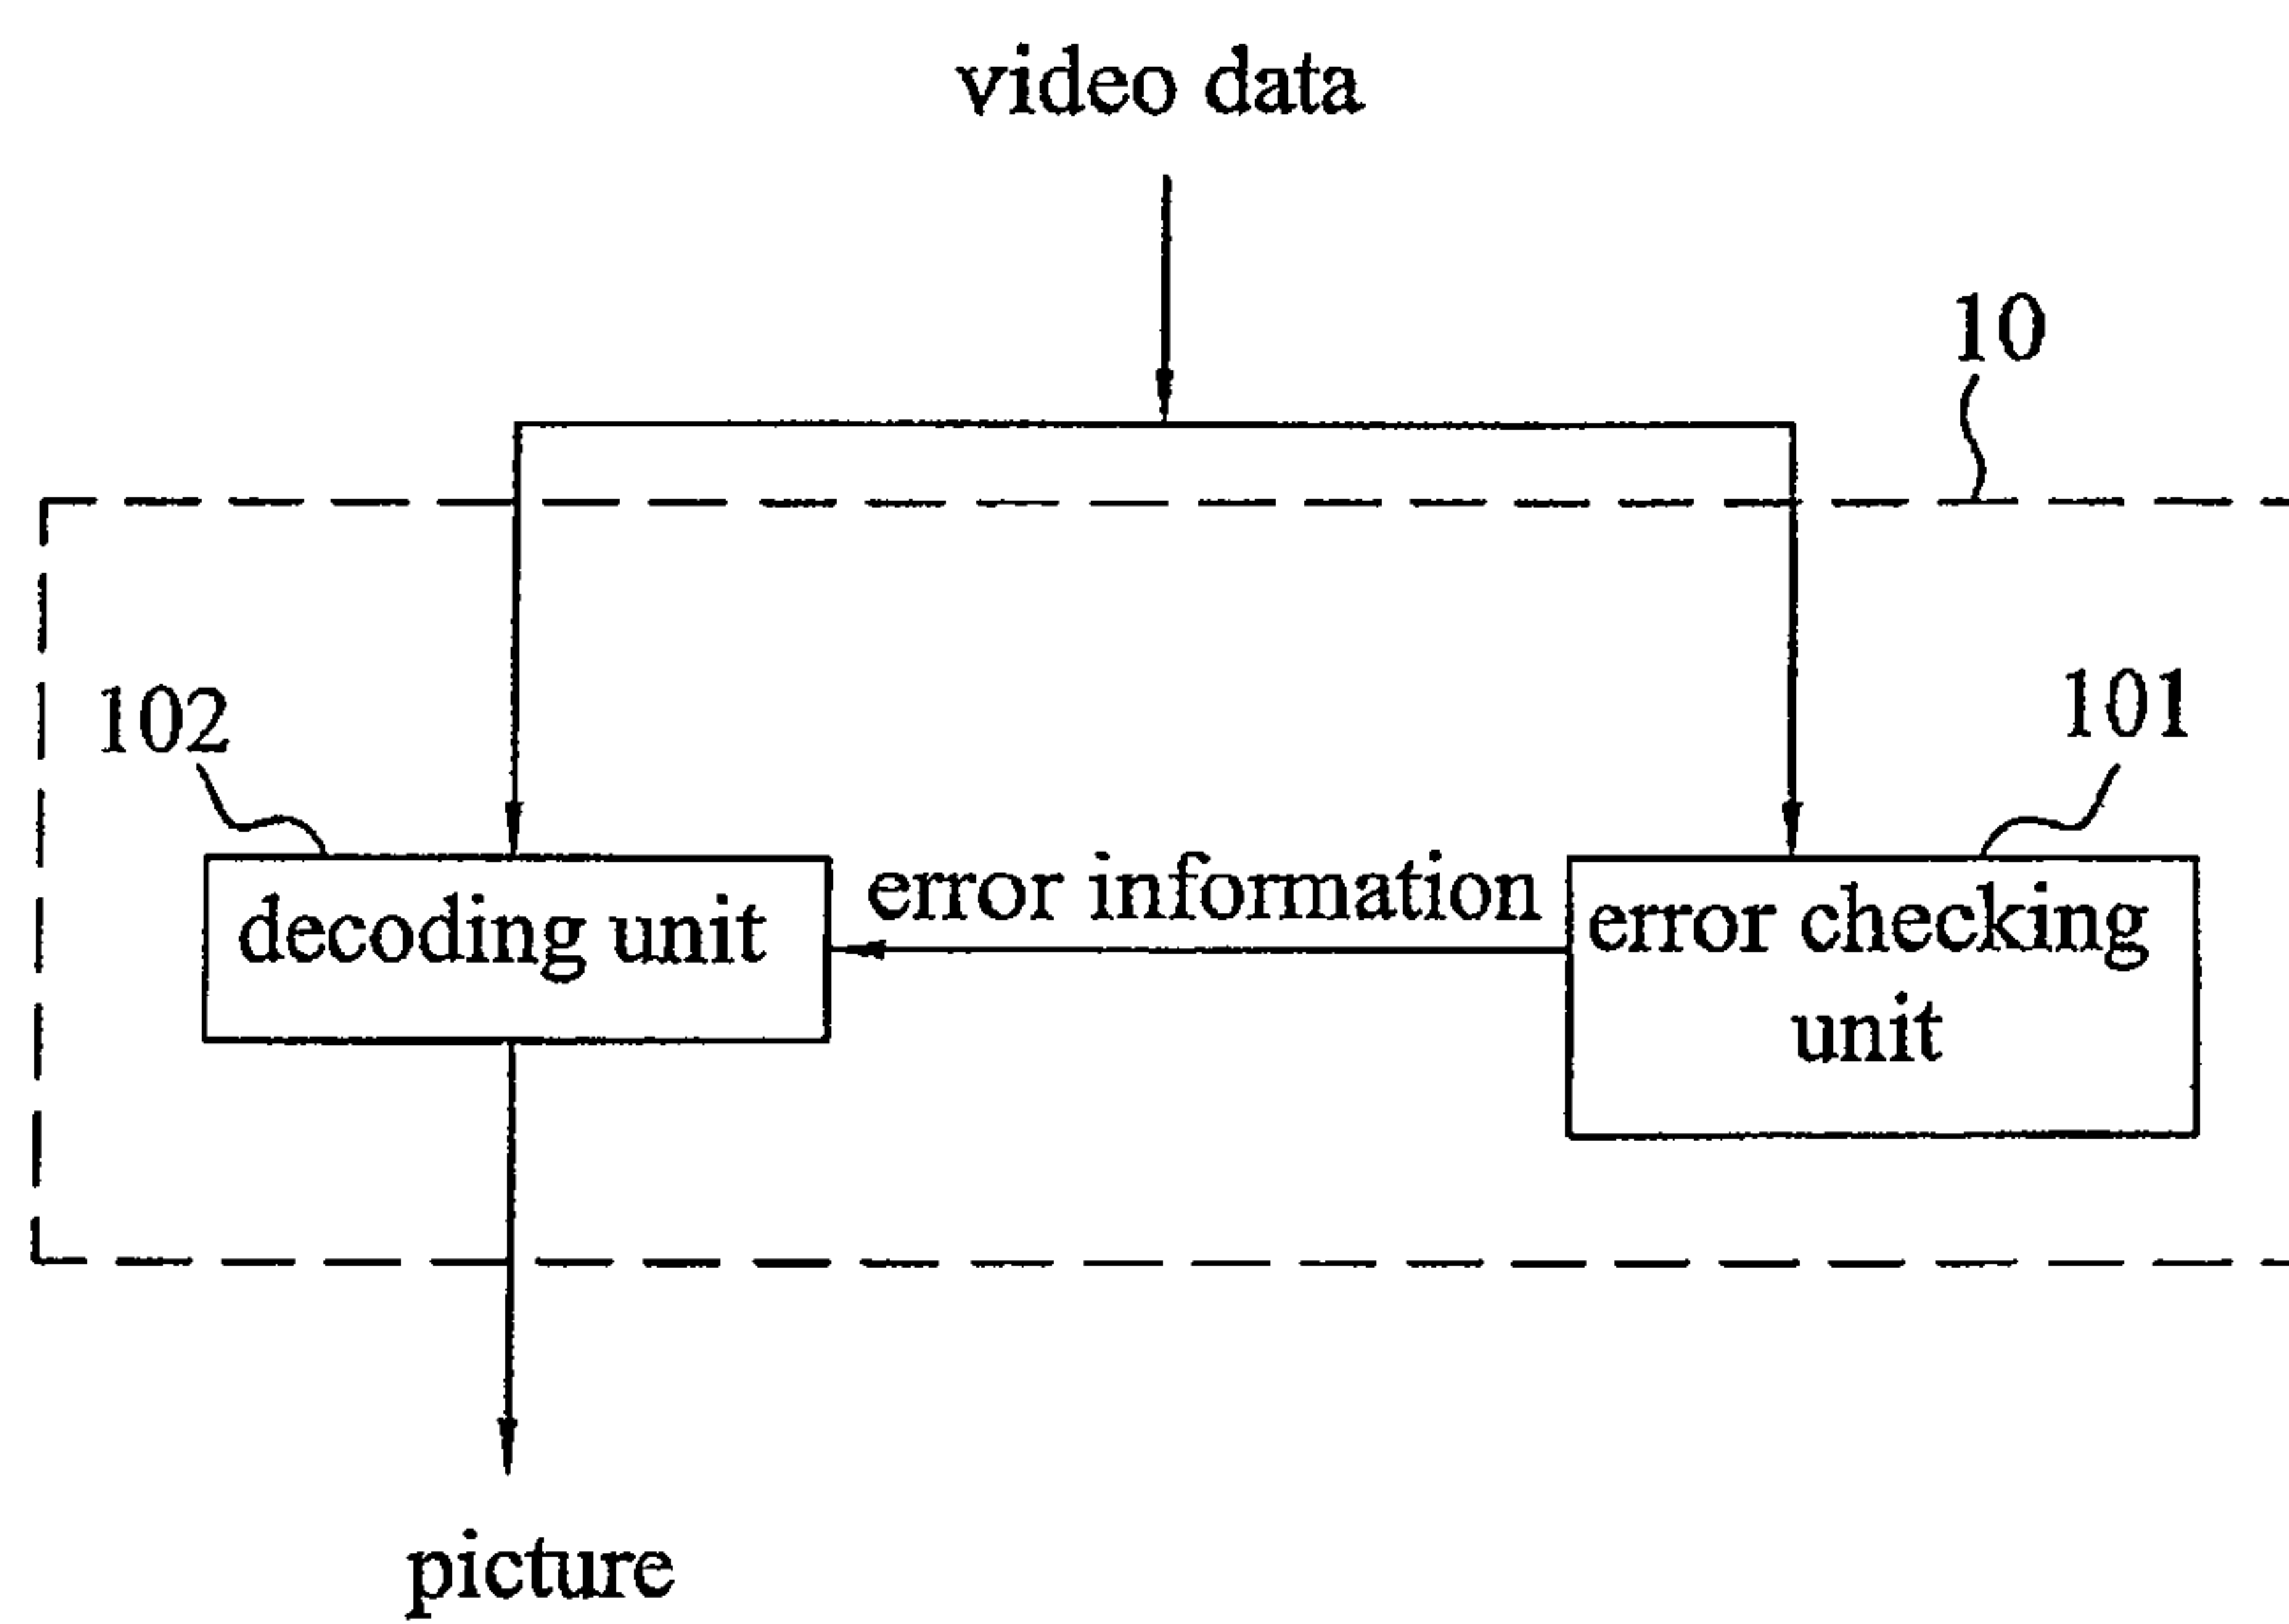 video data
10
102
101
decoding unit
error information
error checking
unit
picture